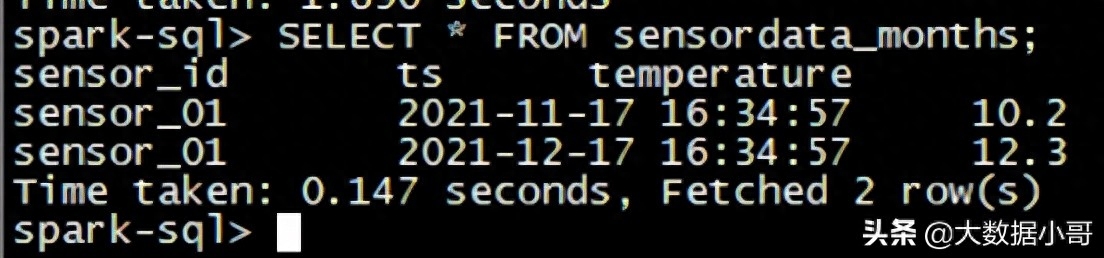 Time taken: 1.890 seconds
spark-sql> SELECT * FROM sensordata_months;
sensor_id ts temperature
sensor_01 2021-11-17 16:34:57 10.2
sensor_01 2021-12-17 16:34:57 12.3
Time taken: 0.147 seconds, Fetched 2 row(s)
spark-sql>
头条 @大数据小哥